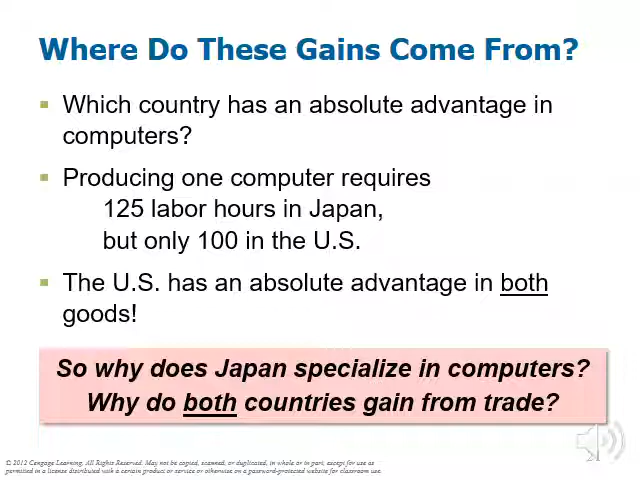 Where Do These Gains Come From?
Which country has an absolute advantage in
computers?
Producing one computer requires
125 labor hours in Japan,
but only 100 in the U.S.
The U.S. has an absolute advantage in both
goods!
So why does Japan specialize in computers?
Why do both countries gain from trade?
© 2012 Cengage Learning. All Rights Reserved. May not be copied, scanned, or duplicated, in whole or in part, except for use as
permitted in a license distributed with a certain product or service or otherwise on a password-protected website for classroom use.